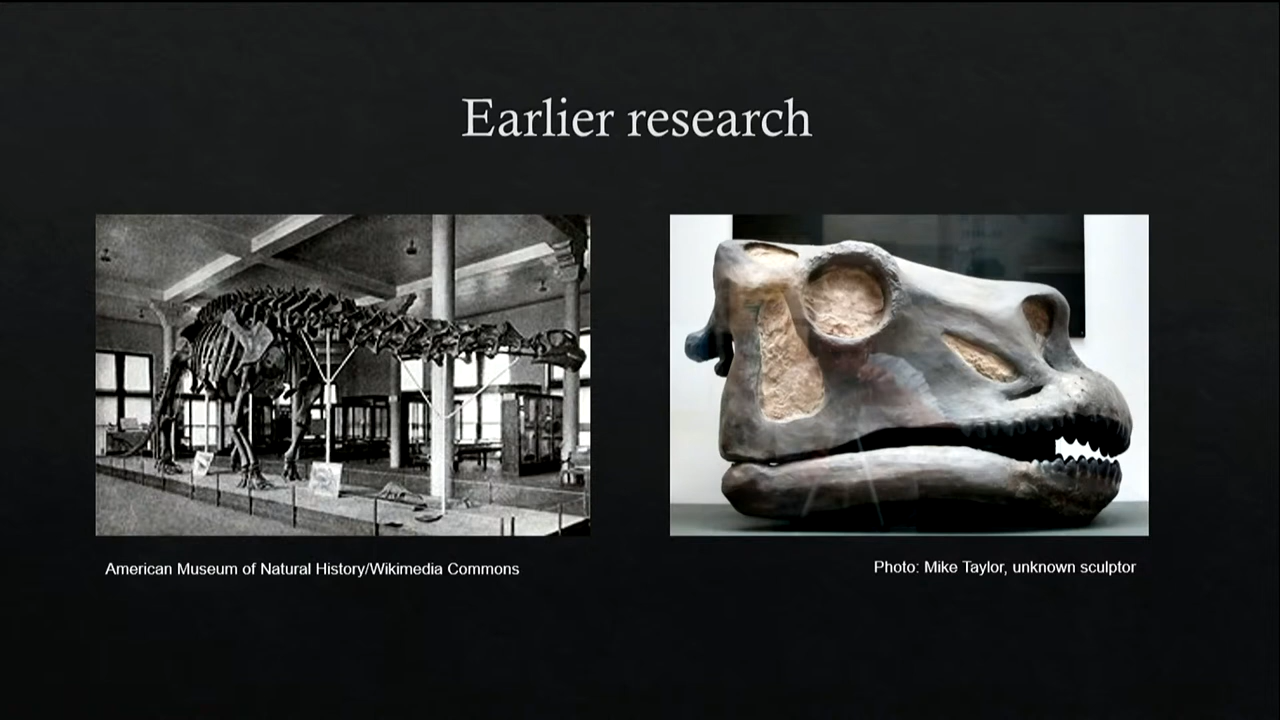 Earlier research
American Museum of Natural History/Wikimedia Commons
Photo: Mike Taylor, unknown sculptor